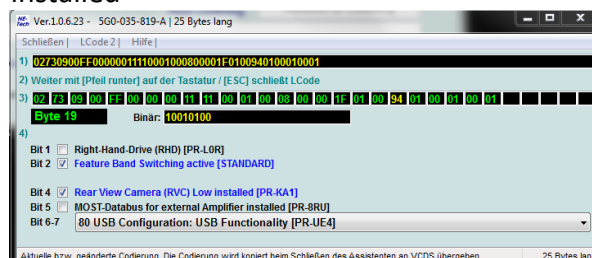 installed
NE-Tech Ver.1.0.6.23 - 5G0-035-819-A | 25 Bytes lang
Schließen | LCode 2 | Hilfe |
1) 02730900FF00000011110001000800001F0100940100010001
2) Weiter mit [Pfeil runter] auf der Tastatur / [ESC] schließt LCode
3) 02 73 09 00 FF 00 00 00 11 11 00 01 00 08 00 00 1F 01 00 94 01 00 01 00 01
Byte 19 Binär: 10010100
4)
Bit 1 Right-Hand-Drive (RHD) [PR-L0R]
Bit 2 Feature Band Switching active [STANDARD]
Bit 4 Rear View Camera (RVC) Low installed [PR-KA1]
Bit 5 MOST-Databus for external Amplifier installed [PR-8RU]
Bit 6-7 80 USB Configuration: USB Functionality [PR-UE4]
Aktuelle bzw. geänderte Codierung. Die Codierung wird kopiert beim Schließen des Assistenten an VCDS übergeben. 25 Bytes lang